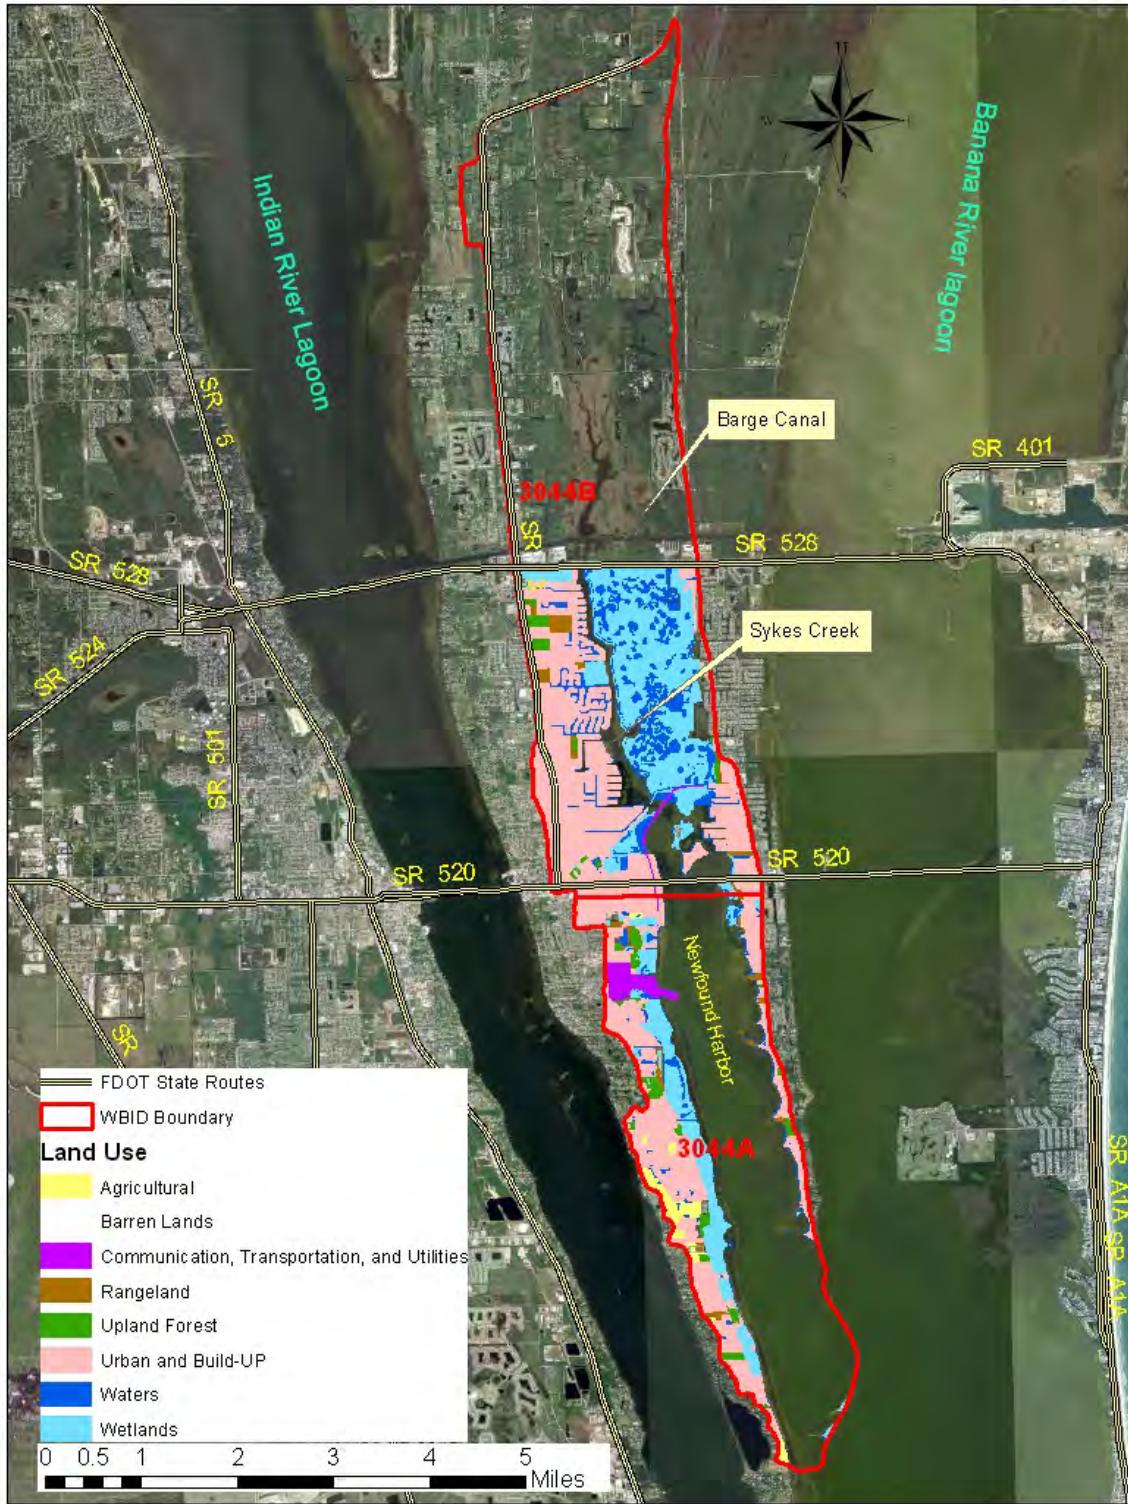 N
W
E
S
Banana River lagoon
Indian River Lagoon
SR 5
Barge Canal
SR 401
3044B
SR
SR 528
SR 528
Sykes Creek
SR 524
SR 501
SR 520
SR 520
Newfound Harbor
SR
3044A
SR A1A
SR A1A
FDOT State Routes
WBID Boundary
Land Use
Agricultural
Barren Lands
Communication, Transportation, and Utilities
Rangeland
Upland Forest
Urban and Build-UP
Waters
Wetlands
0 0.5 1 2 3 4 5
Miles